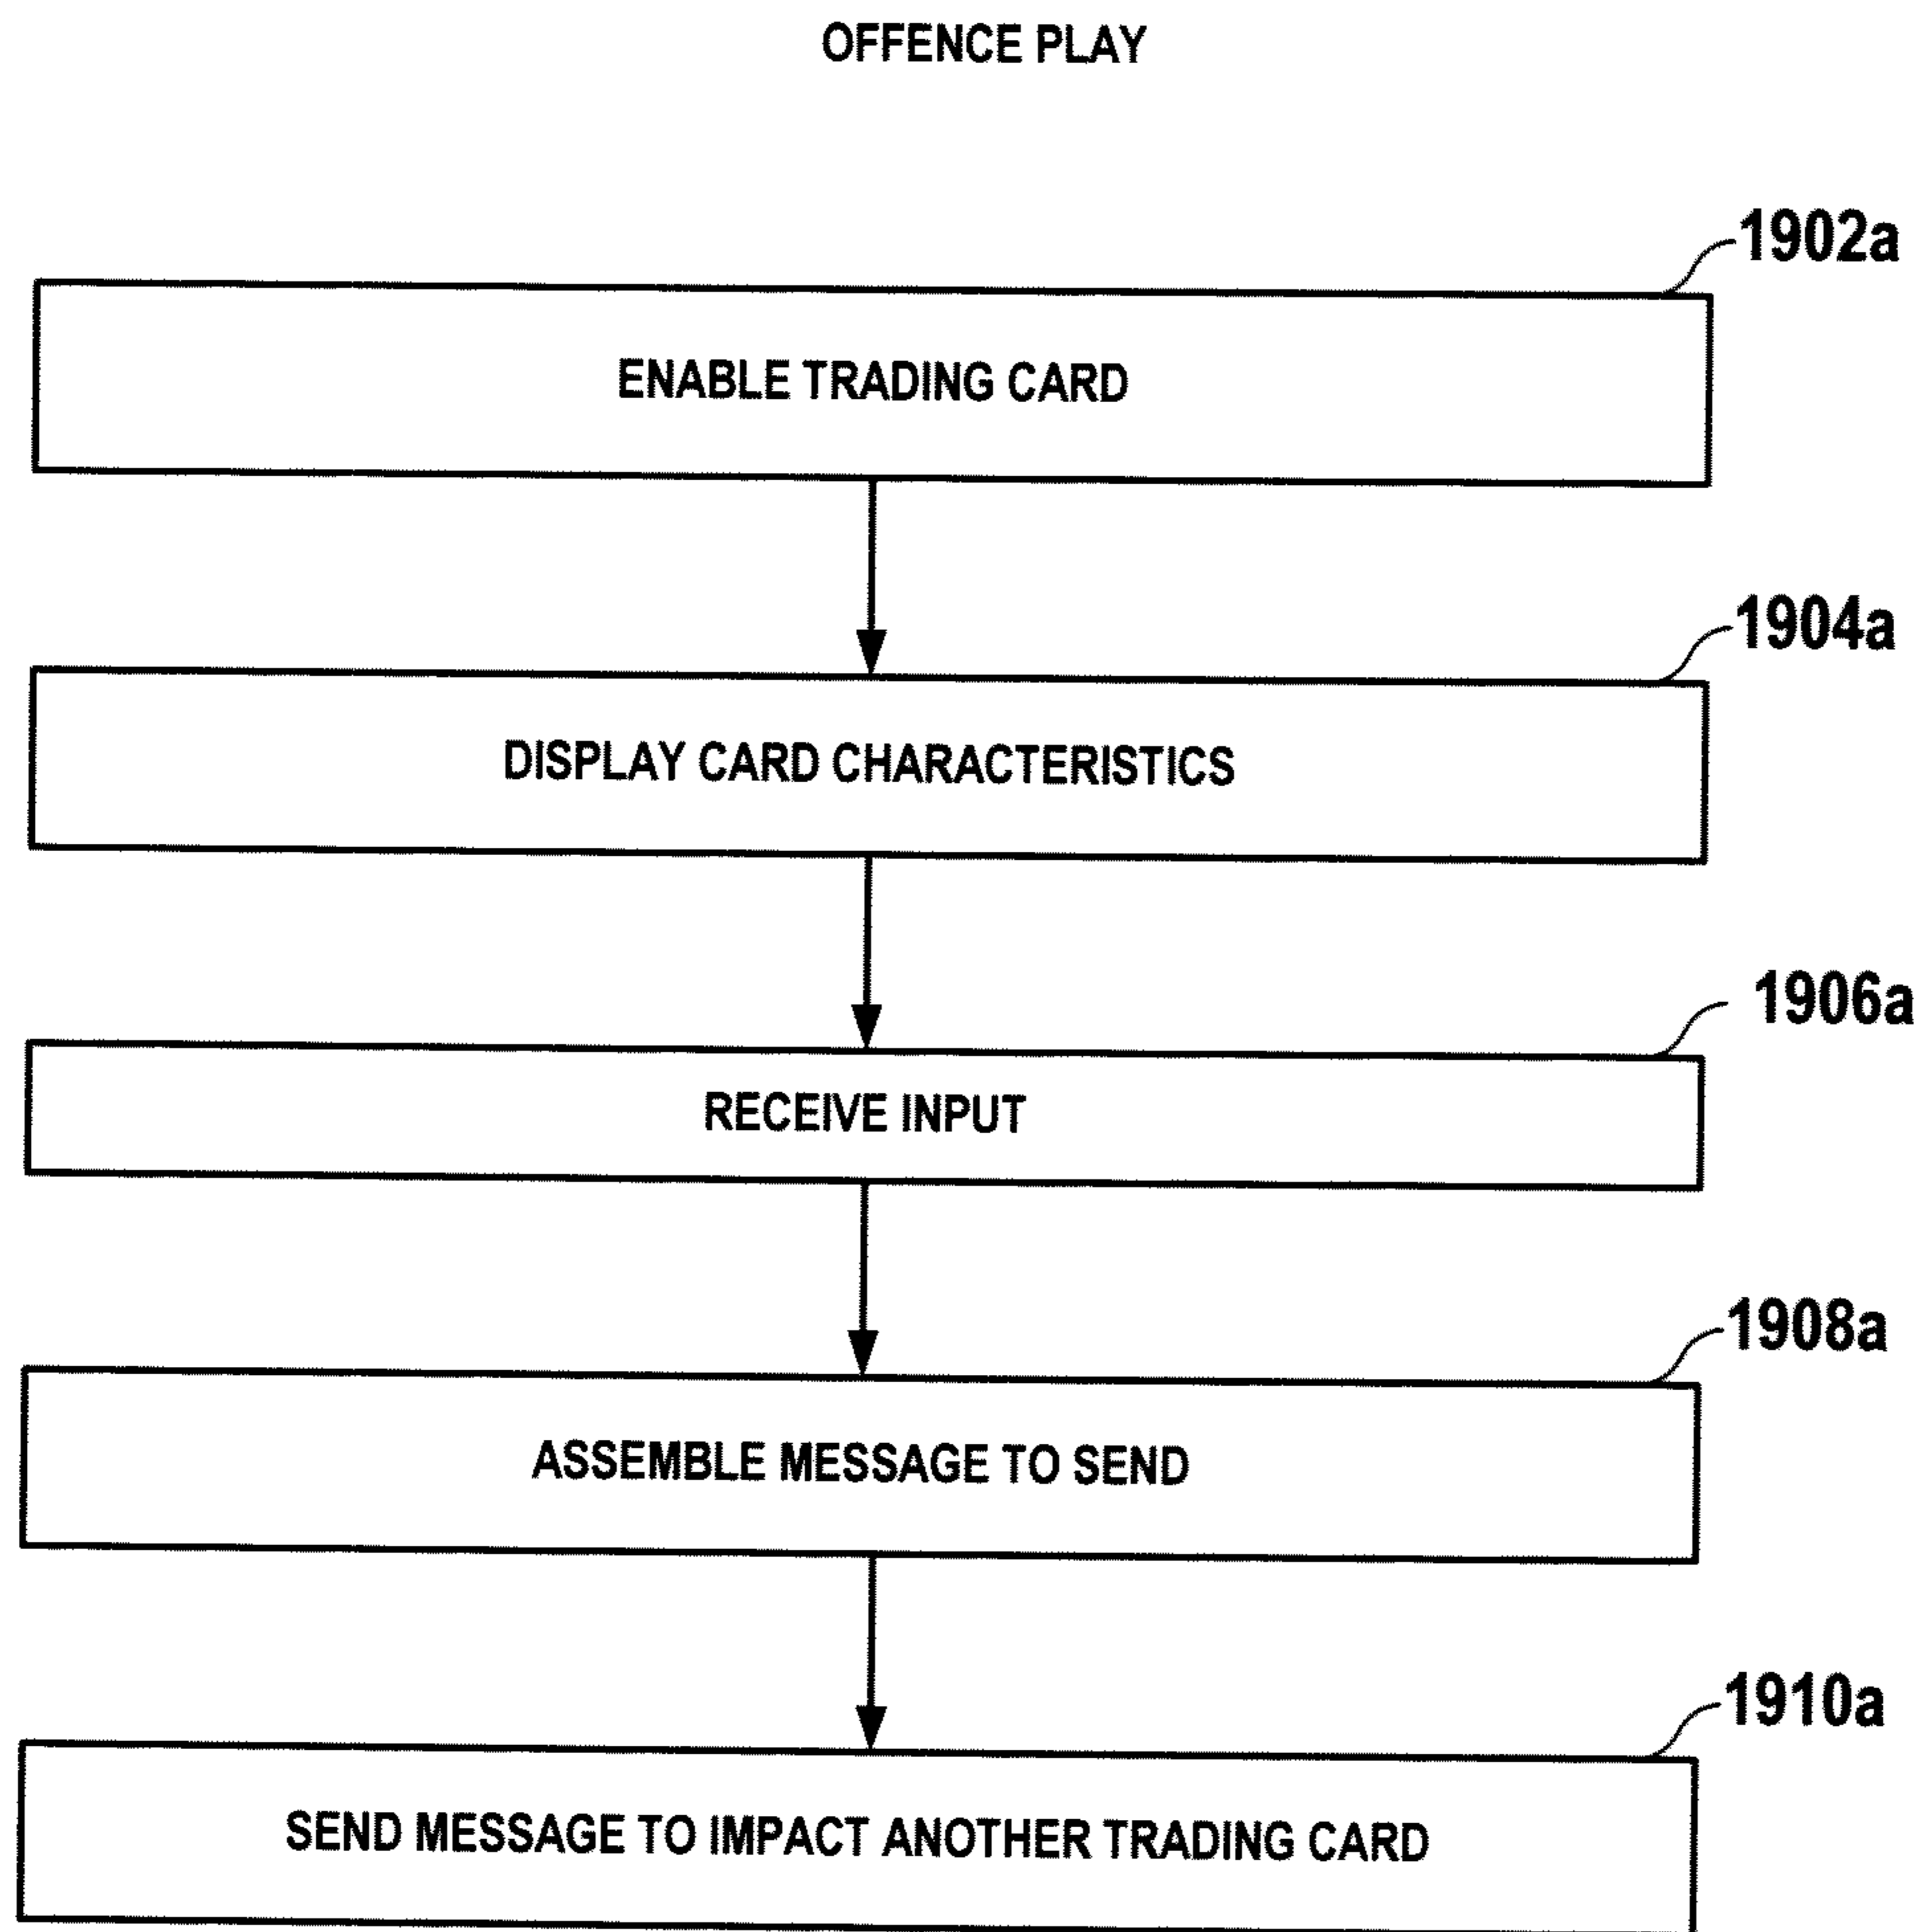 OFFENCE PLAY
1902a
ENABLE TRADING CARD
1904a
DISPLAY CARD CHARACTERISTICS
1906a
RECEIVE INPUT
1908a
ASSEMBLE MESSAGE TO SEND
1910a
SEND MESSAGE TO IMPACT ANOTHER TRADING CARD